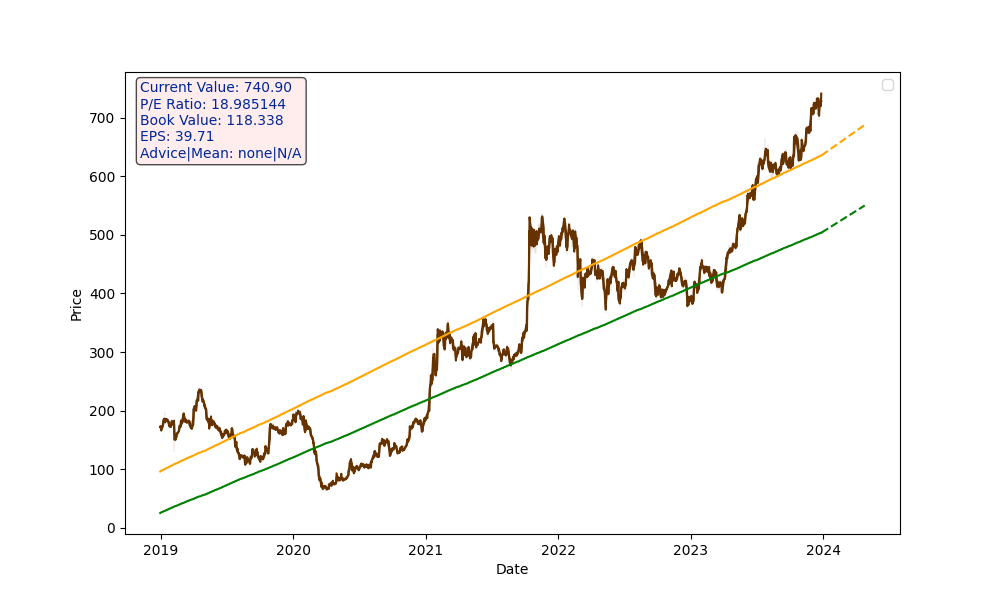 Current Value: 740.90
P/E Ratio: 18.985144
Book Value: 118.338
EPS: 39.71
Advice|Mean: none|N/A
700
600
500
400
300
200
100
0
Price
2019 2020 2021 2022 2023 2024
Date